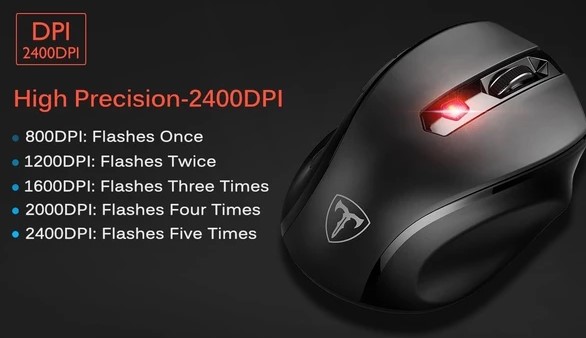 DPI
2400DPI
High Precision-2400DPI
800DPI: Flashes Once
1200DPI: Flashes Twice
1600DPI: Flashes Three Times
2000DPI: Flashes Four Times
2400DPI: Flashes Five Times